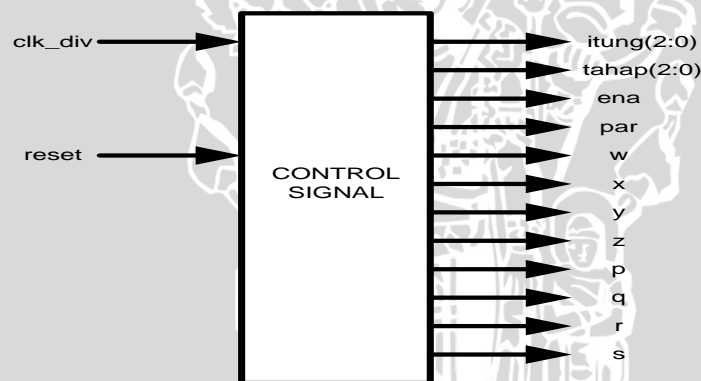 clk_div
reset
CONTROL
SIGNAL
itung(2:0)
tahap(2:0)
ena
par
w
x
y
z
p
q
r
s